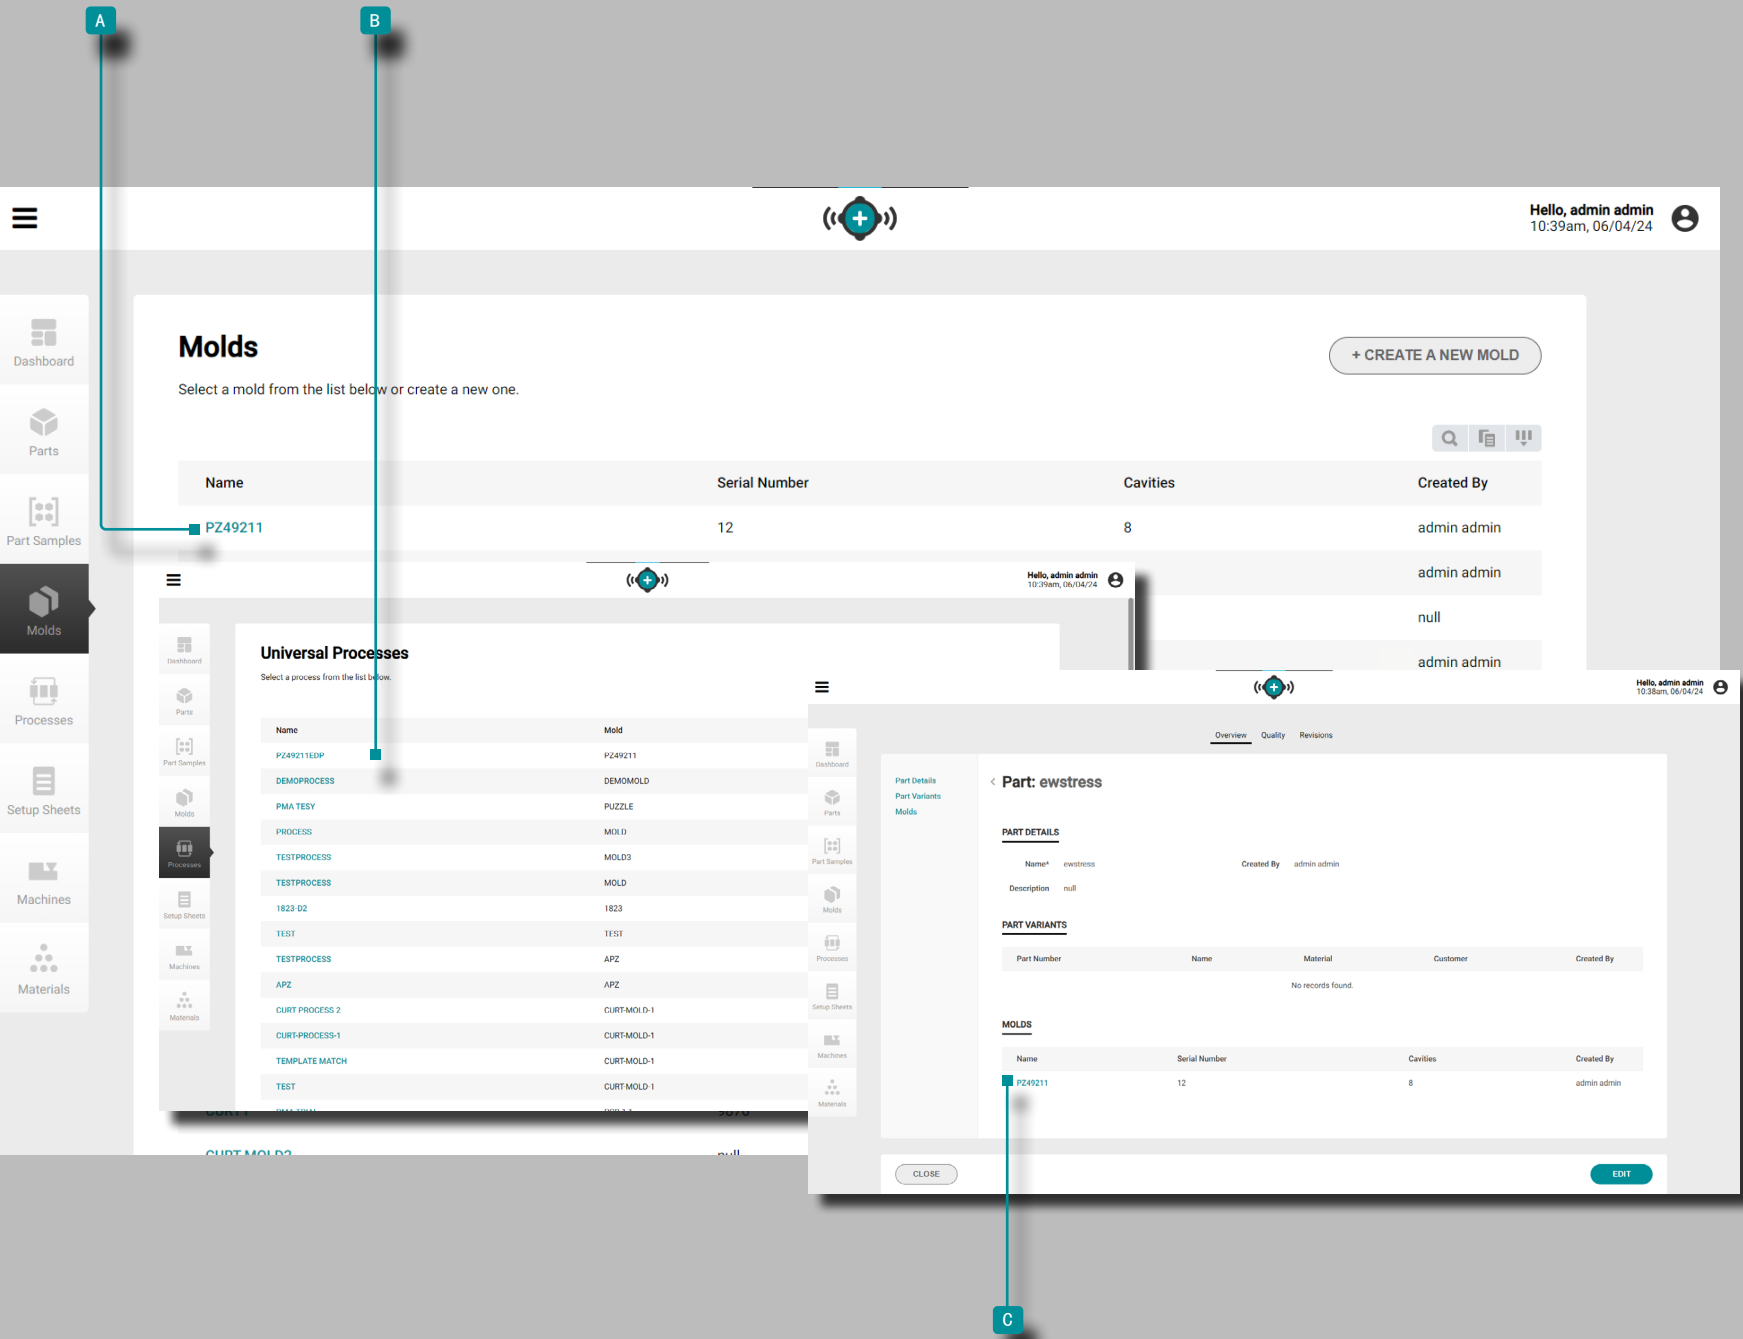 A
B
Hello, admin admin
10:39am, 06/04/24
Dashboard
Parts
Part Samples
Molds
Processes
Setup Sheets
Machines
Materials
Molds
+ CREATE A NEW MOLD
Select a mold from the list below or create a new one.
Name Serial Number Cavities Created By
PZ49211 12 8 admin admin
admin admin
null
admin admin
Hello, admin admin
10:39am, 06/04/24
Dashboard
Parts
Part Samples
Molds
Processes
Setup Sheets
Machines
Materials
Universal Processes
Select a process from the list below.
Name Mold
PZ49211EDP PZ49211
DEMOPROCESS DEMOMOLD
PMA TESY PUZZLE
PROCESS MOLD
TESTPROCESS MOLD3
TESTPROCESS MOLD
1823-D2 1823
TEST TEST
TESTPROCESS APZ
APZ APZ
CURT PROCESS 2 CURT-MOLD-1
CURT-PROCESS-1 CURT-MOLD-1
TEMPLATE MATCH CURT-MOLD-1
TEST CURT-MOLD-1
CURT-MOLD2 null
Hello, admin admin
10:38am, 06/04/24
Dashboard
Parts
Part Samples
Molds
Processes
Setup Sheets
Machines
Materials
Overview Quality Revisions
Part Details
Part Variants
Molds
< Part: ewstress
PART DETAILS
Name* ewstress Created By admin admin
Description null
PART VARIANTS
Part Number Name Material Customer Created By
No records found.
MOLDS
Name Serial Number Cavities Created By
PZ49211 12 8 admin admin
CLOSE
EDIT
C